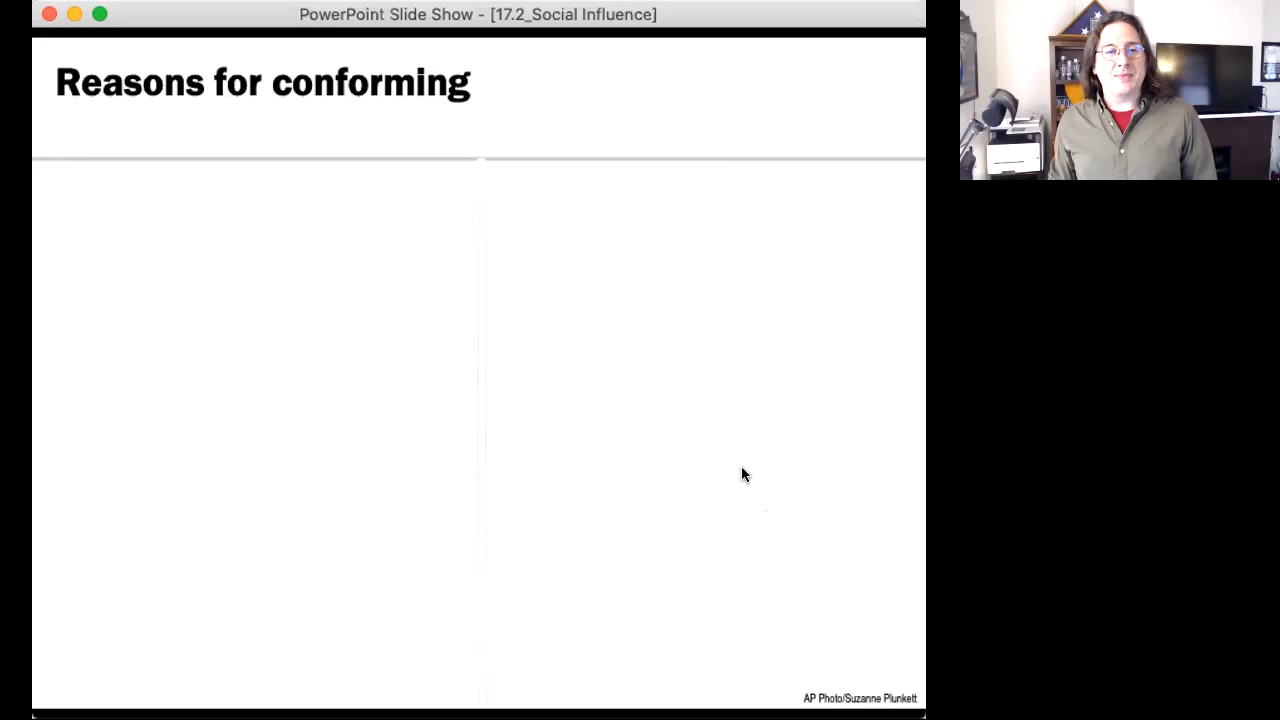 PowerPoint Slide Show - [17.2_Social Influence]
Reasons for conforming
AP Photo/Suzanne Plunkett